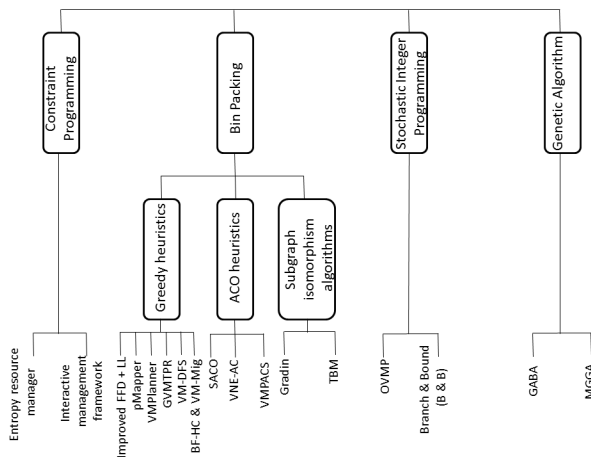 Constraint
Programming
Bin Packing
Stochastic Integer
Programming
Genetic Algorithm
Greedy heuristics
ACO heuristics
Subgraph
isomorphism
algorithms
Entropy resource
manager
Interactive
management
framework
Improved FFD + LL
pMapper
VMPlanner
GVMTPR
VM-DFS
BF-HC & VM-Mig
SACO
VNE-AC
VMPACS
Gradin
TBM
OVMP
Branch & Bound
(B & B)
GABA
MGGA